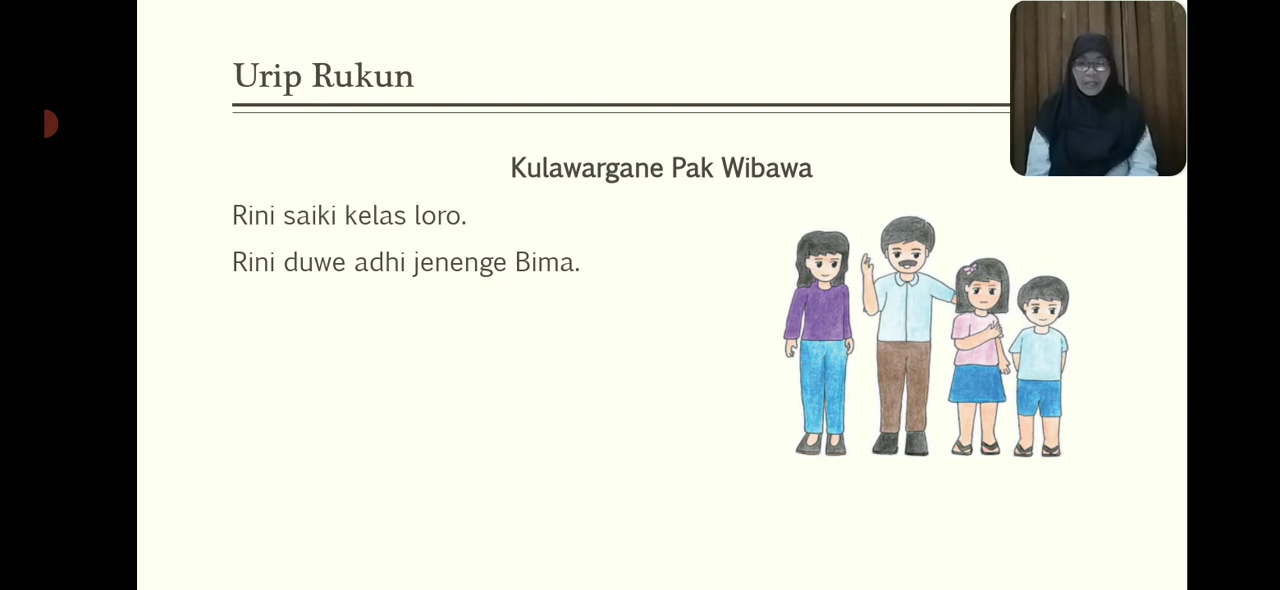 Urip Rukun
Kulawargane Pak Wibawa
Rini saiki kelas loro.
Rini duwe adhi jenenge Bima.